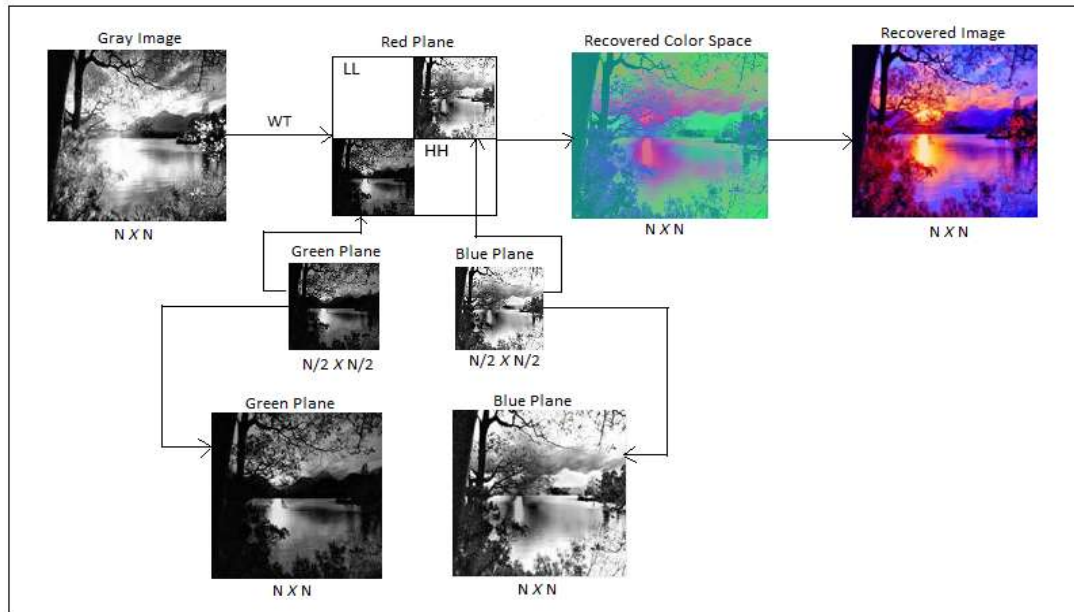 Gray Image
Red Plane
Recovered Color Space
Recovered Image
LL
WT
HH
N X N
N X N
N X N
Green Plane
Blue Plane
N/2 X N/2
N/2 X N/2
Green Plane
Blue Plane
N X N
N X N